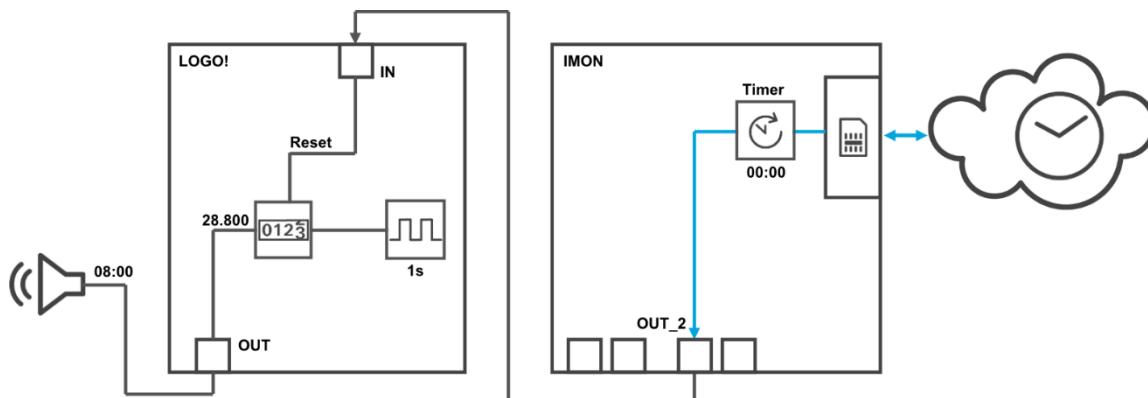 LOGO!
IN
Reset
28.800
0123
1s
08:00
OUT
IMON
Timer
00:00
OUT_2